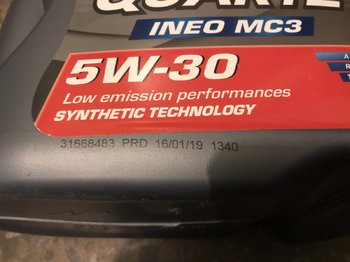 INEO MC3
5W-30
Low emission performances
SYNTHETIC TECHNOLOGY
31668483 PRD 16/01/19 1340